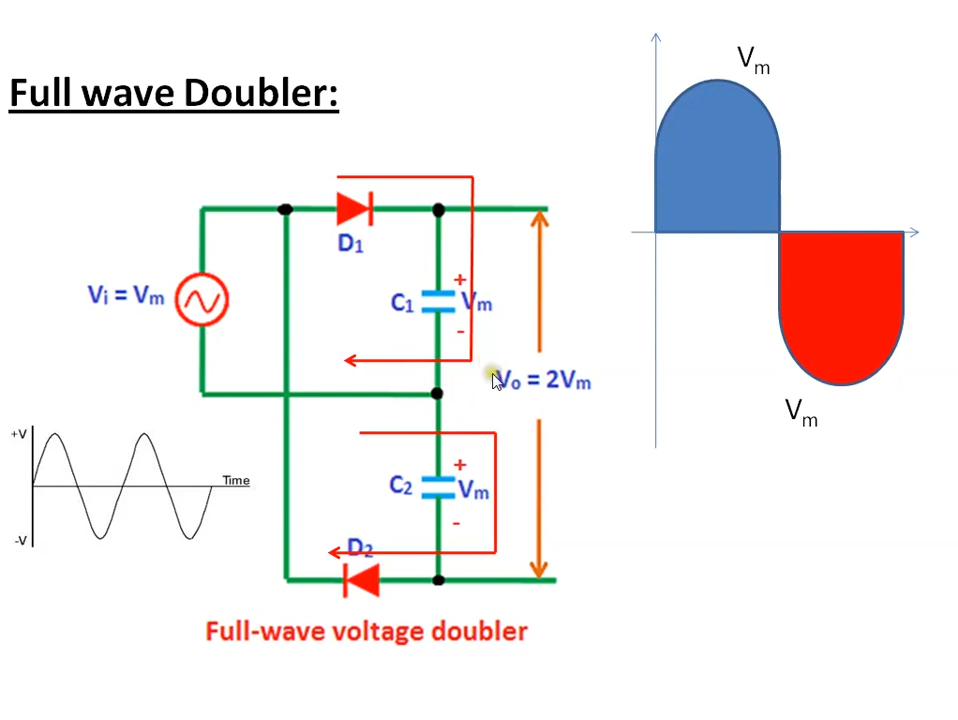 Full wave Doubler:
Vm
D1
Vi = Vm
+
C1 Vm
-
Vo = 2Vm
Vm
+V
Time
-V
+
C2 Vm
-
D2
Full-wave voltage doubler